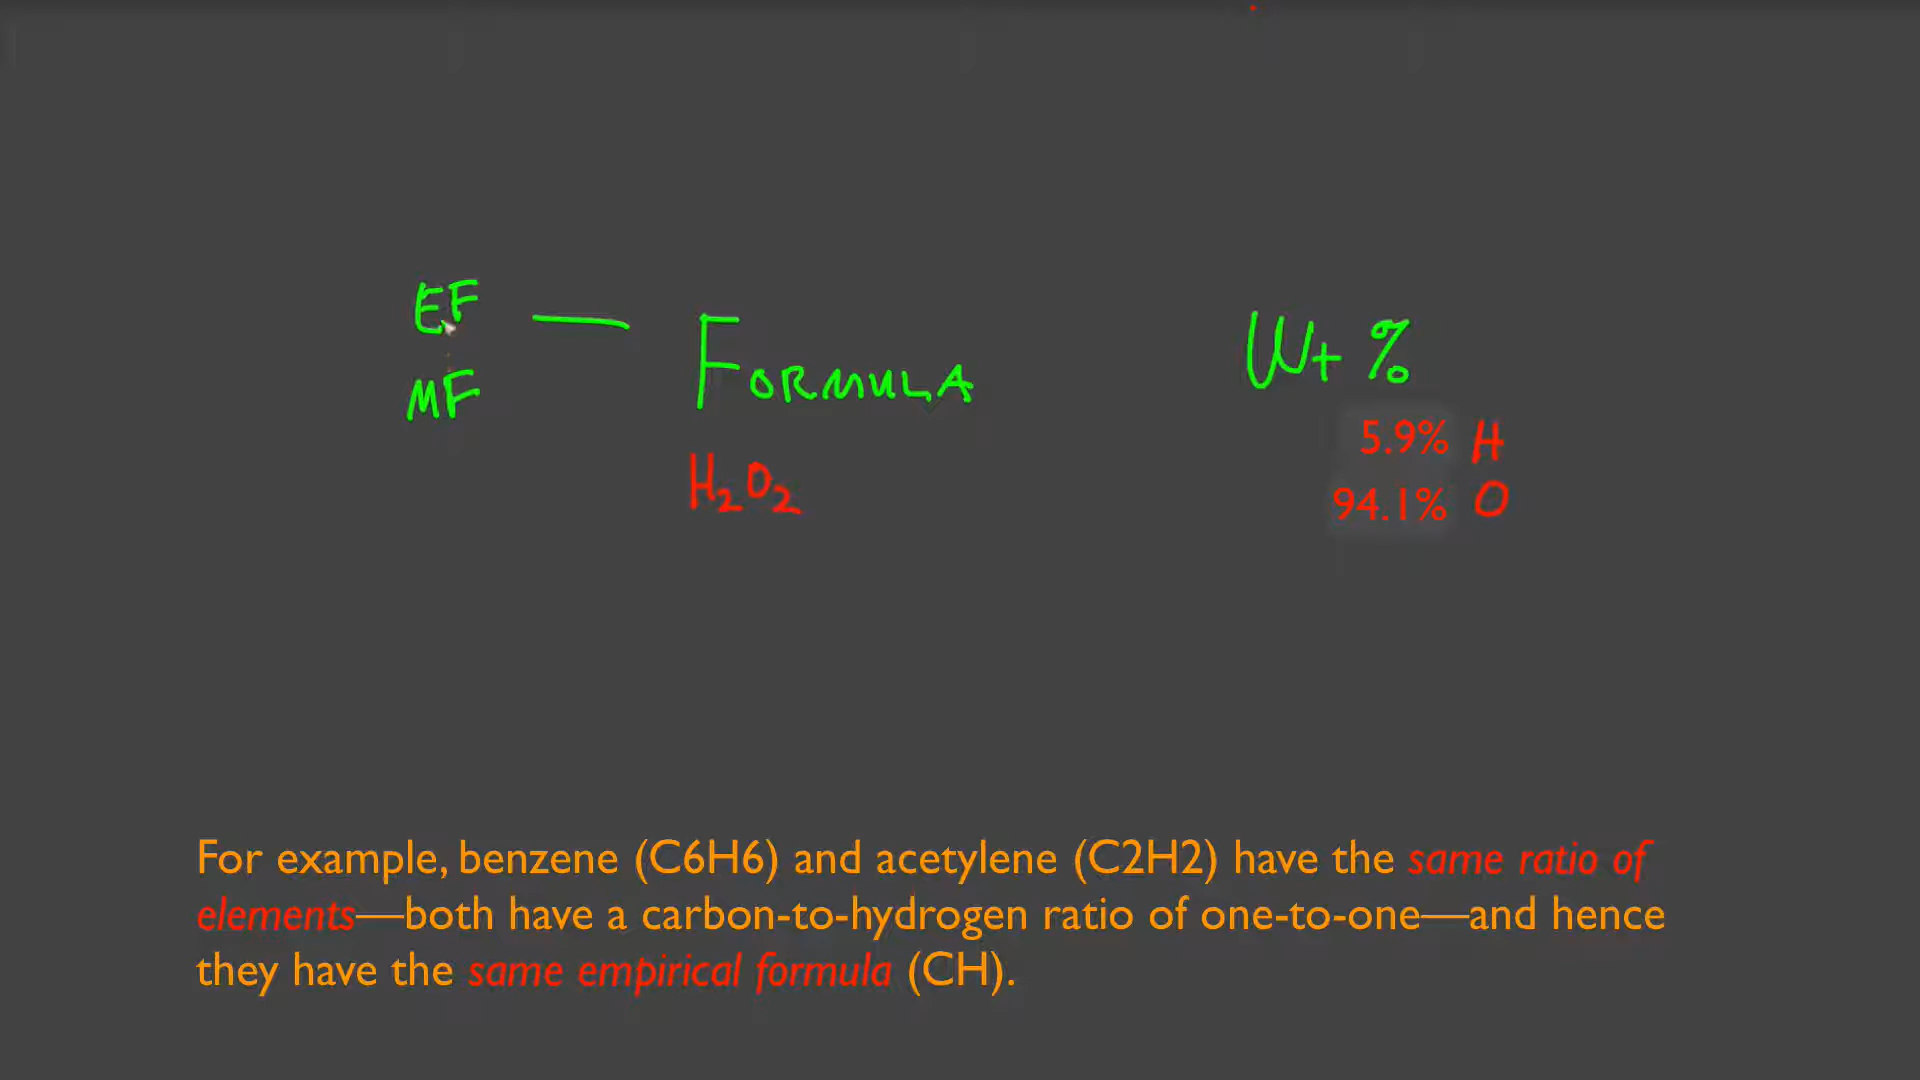 EF — FORMULA
MF
H2O2
Wt %
5.9% H
94.1% O
For example, benzene (C6H6) and acetylene (C2H2) have the same ratio of
elements—both have a carbon-to-hydrogen ratio of one-to-one—and hence
they have the same empirical formula (CH).